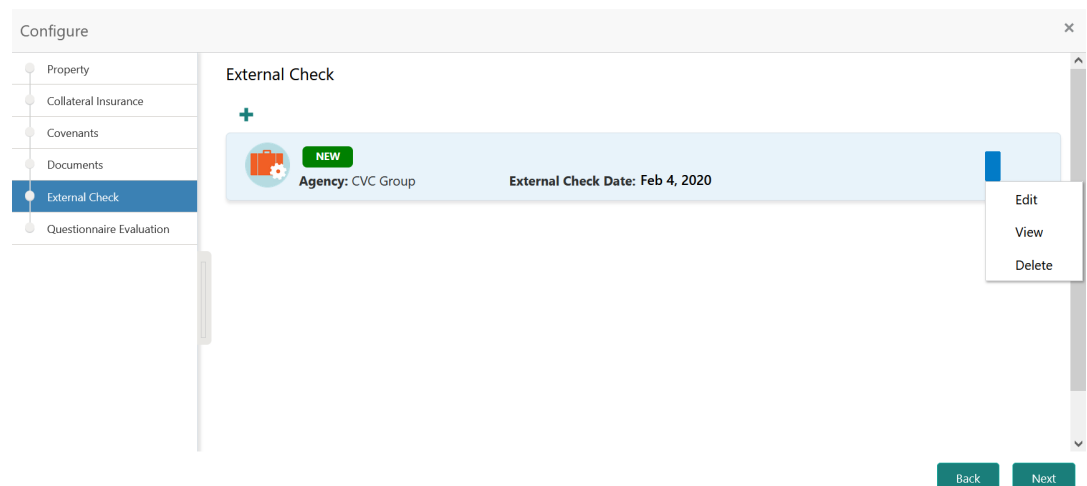 Configure
×
Property
Collateral Insurance
Covenants
Documents
External Check
Questionnaire Evaluation
External Check
NEW
Agency: CVC Group
External Check Date: Feb 4, 2020
Edit
View
Delete
Back
Next